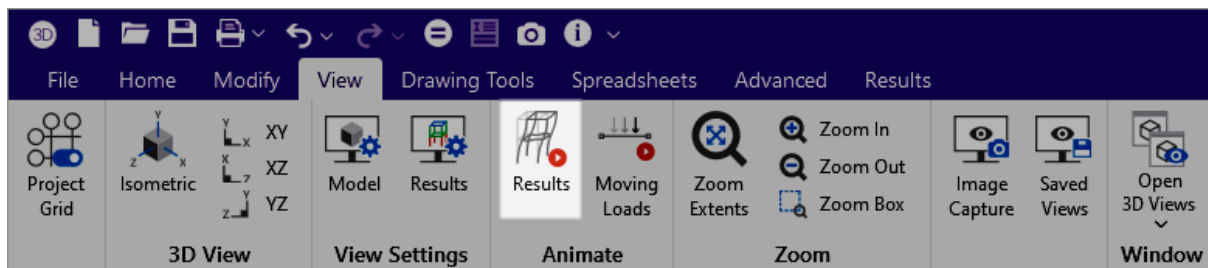 3D
File Home Modify View Drawing Tools Spreadsheets Advanced Results
Project Grid
Isometric
Y
X
Z
Y
X
XY
X
Z
XZ
Y
Z
YZ
3D View
Model
Results
View Settings
Results
Moving Loads
Animate
Zoom Extents
Zoom In
Zoom Out
Zoom Box
Zoom
Image Capture
Saved Views
Open 3D Views
Window